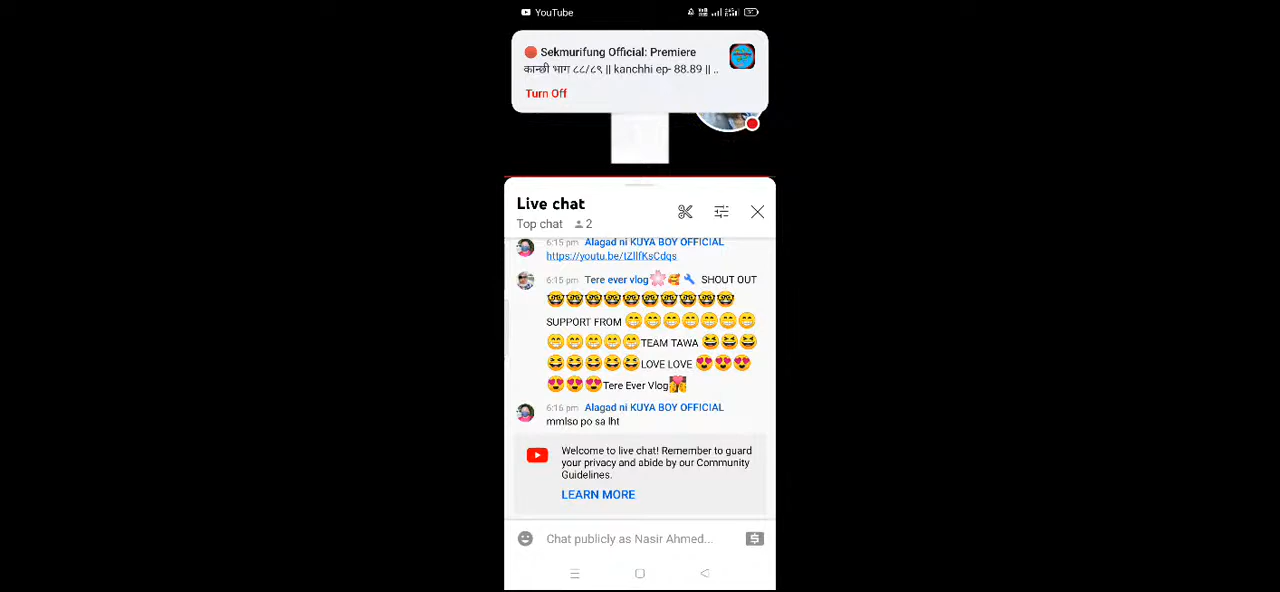 YouTube
Sekmurifung Official: Premiere
कान्छी भाग ८८/८९ || kanchhi ep- 88.89 || ..
Turn Off
Live chat
Top chat 2
6:15 pm Alagad ni KUYA BOY OFFICIAL
https://youtu.be/tZlIfKsCdqs
6:15 pm Tere ever vlog🌸🥰🔧 SHOUT OUT
🤓🤓🤓🤓🤓🤓🤓🤓🤓🤓
SUPPORT FROM 😁😁😁😁😁😁😁
😁😁😁😁😁TEAM TAWA 😆😆😆
😆😆😆😆😆LOVE LOVE 😍😍😍
😍😍😍Tere Ever Vlog💏
6:16 pm Alagad ni KUYA BOY OFFICIAL
mmlso po sa lht
Welcome to live chat! Remember to guard
your privacy and abide by our Community
Guidelines.
LEARN MORE
Chat publicly as Nasir Ahmed...